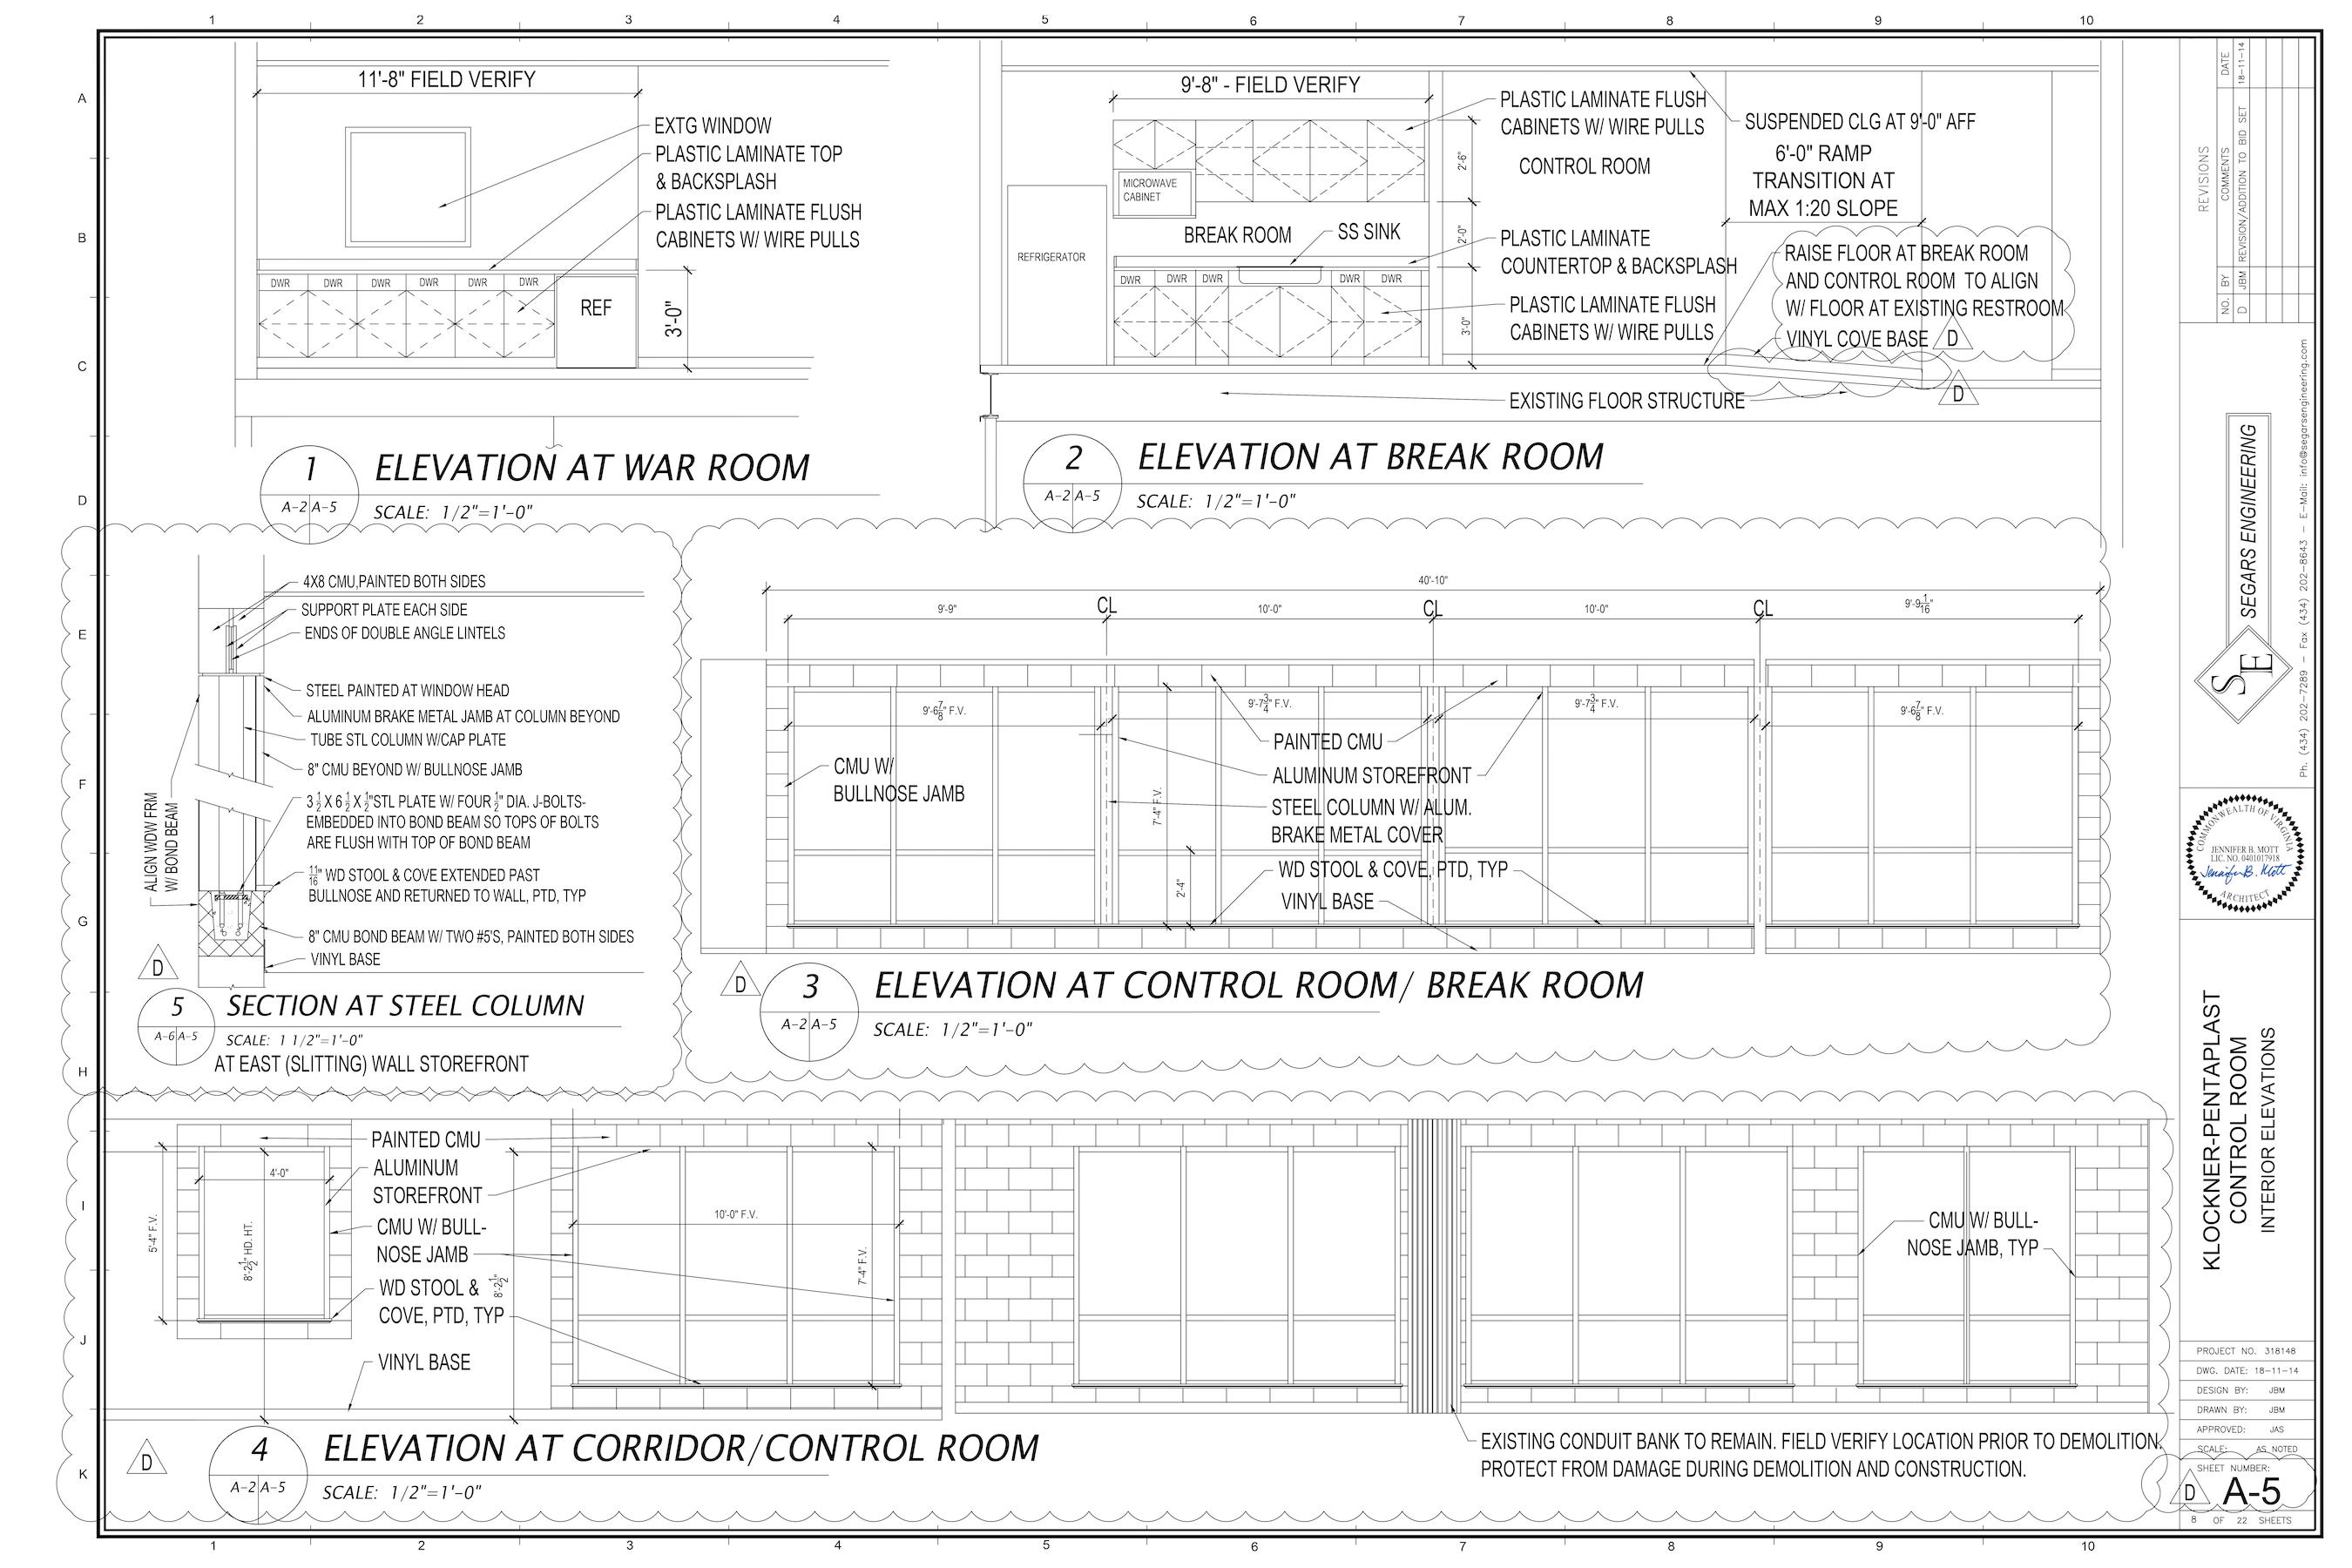 1 2 3 4 5 6 7 8 9 10
A
B
C
D
E
F
G
H
I
J
K
11'-8" FIELD VERIFY
EXTG WINDOW
PLASTIC LAMINATE TOP
& BACKSPLASH
PLASTIC LAMINATE FLUSH
CABINETS W/ WIRE PULLS
DWR DWR DWR DWR DWR DWR
REF
3'-0"
1
A-2 A-5
ELEVATION AT WAR ROOM
SCALE: 1/2"=1'-0"
9'-8" - FIELD VERIFY
PLASTIC LAMINATE FLUSH
CABINETS W/ WIRE PULLS
CONTROL ROOM
SUSPENDED CLG AT 9'-0" AFF
6'-0" RAMP
TRANSITION AT
MAX 1:20 SLOPE
MICROWAVE
CABINET
REFRIGERATOR
BREAK ROOM
SS SINK
2'-6"
2'-0"
3'-0"
PLASTIC LAMINATE
COUNTERTOP & BACKSPLASH
DWR DWR DWR DWR DWR
PLASTIC LAMINATE FLUSH
CABINETS W/ WIRE PULLS
RAISE FLOOR AT BREAK ROOM
AND CONTROL ROOM TO ALIGN
W/ FLOOR AT EXISTING RESTROOM
VINYL COVE BASE
D
D
EXISTING FLOOR STRUCTURE
2
A-2 A-5
ELEVATION AT BREAK ROOM
SCALE: 1/2"=1'-0"
4X8 CMU,PAINTED BOTH SIDES
SUPPORT PLATE EACH SIDE
ENDS OF DOUBLE ANGLE LINTELS
STEEL PAINTED AT WINDOW HEAD
ALUMINUM BRAKE METAL JAMB AT COLUMN BEYOND
TUBE STL COLUMN W/CAP PLATE
8" CMU BEYOND W/ BULLNOSE JAMB
3 1/2 X 6 1/2 X 1/2"STL PLATE W/ FOUR 1/2" DIA. J-BOLTS-
EMBEDDED INTO BOND BEAM SO TOPS OF BOLTS
ARE FLUSH WITH TOP OF BOND BEAM
11/16" WD STOOL & COVE EXTENDED PAST
BULLNOSE AND RETURNED TO WALL, PTD, TYP
8" CMU BOND BEAM W/ TWO #5'S, PAINTED BOTH SIDES
VINYL BASE
ALIGN WDW FRM
W/ BOND BEAM
D
5
A-6 A-5
SECTION AT STEEL COLUMN
SCALE: 1 1/2"=1'-0"
AT EAST (SLITTING) WALL STOREFRONT
40'-10"
9'-9" CL 10'-0" CL 10'-0" CL 9'-9 1/16"
9'-6 7/8" F.V. 9'-7 3/4" F.V. 9'-7 3/4" F.V. 9'-6 7/8" F.V.
CMU W/
BULLNOSE JAMB
PAINTED CMU
ALUMINUM STOREFRONT
STEEL COLUMN W/ ALUM.
BRAKE METAL COVER
WD STOOL & COVE, PTD, TYP
VINYL BASE
7'-4" F.V.
2'-4"
D
3
A-2 A-5
ELEVATION AT CONTROL ROOM/ BREAK ROOM
SCALE: 1/2"=1'-0"
PAINTED CMU
ALUMINUM
STOREFRONT
CMU W/ BULL-
NOSE JAMB
WD STOOL &
COVE, PTD, TYP
VINYL BASE
4'-0"
5'-4" F.V.
8'-2 1/2" HD. HT.
8'-2 1/2"
10'-0" F.V.
7'-4" F.V.
CMU W/ BULL-
NOSE JAMB, TYP
EXISTING CONDUIT BANK TO REMAIN. FIELD VERIFY LOCATION PRIOR TO DEMOLITION.
PROTECT FROM DAMAGE DURING DEMOLITION AND CONSTRUCTION.
D
4
A-2 A-5
ELEVATION AT CORRIDOR/CONTROL ROOM
SCALE: 1/2"=1'-0"
REVISIONS
NO. BY COMMENTS DATE
D JBM REVISION/ADDITION TO BID SET 18-11-14
SE
SEGARS ENGINEERING
Ph. (434) 202-7289 - Fax (434) 202-8643 - E-Mail: info@segarsengineering.com
COMMONWEALTH OF VIRGINIA
JENNIFER B. MOTT
LIC. NO. 0401017918
Jennifer B. Mott
ARCHITECT
KLOCKNER-PENTAPLAST
CONTROL ROOM
INTERIOR ELEVATIONS
PROJECT NO. 318148
DWG. DATE: 18-11-14
DESIGN BY: JBM
DRAWN BY: JBM
APPROVED: JAS
SCALE: AS NOTED
SHEET NUMBER:
D
A-5
8 OF 22 SHEETS
1 2 3 4 5 6 7 8 9 10